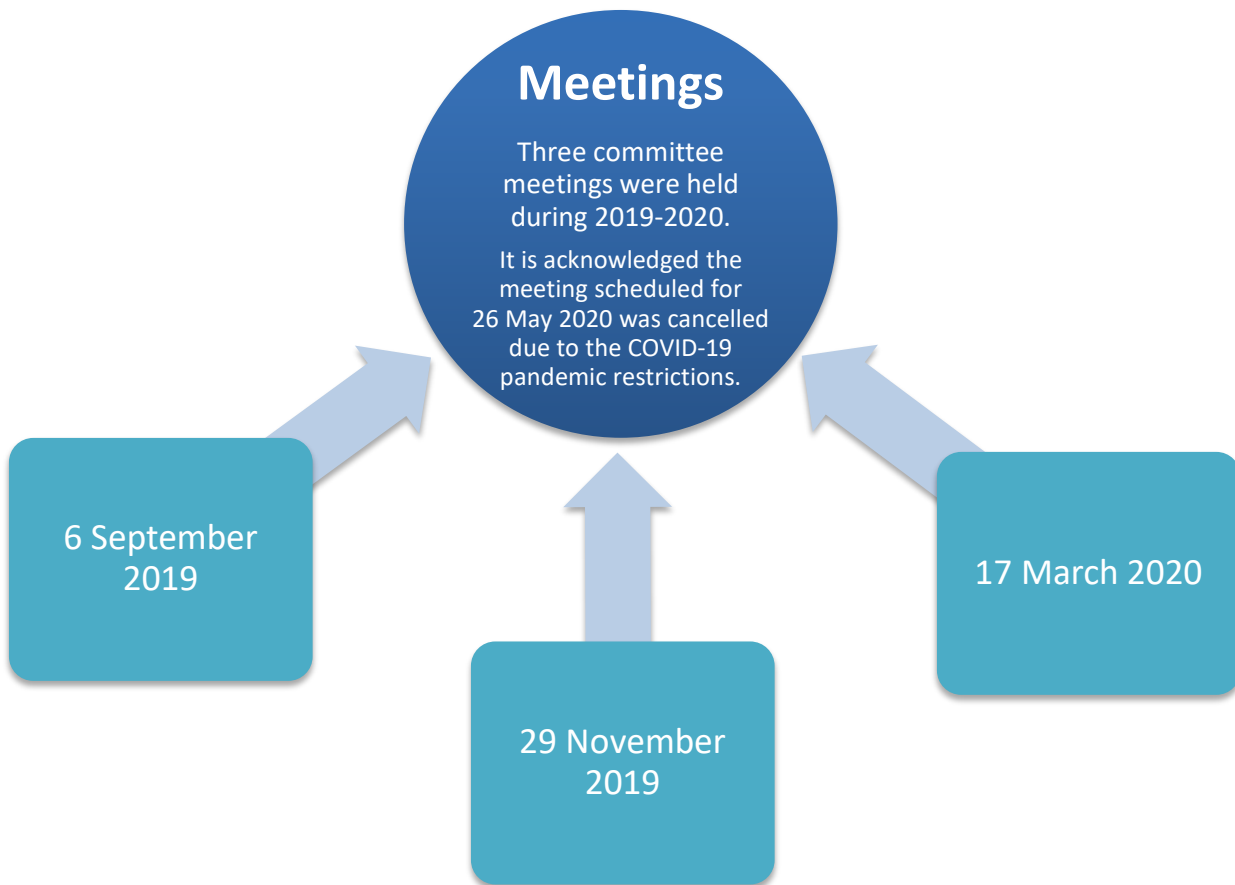 Meetings
Three committee
meetings were held
during 2019-2020.
It is acknowledged the
meeting scheduled for
26 May 2020 was cancelled
due to the COVID-19
pandemic restrictions.
6 September
2019
29 November
2019
17 March 2020